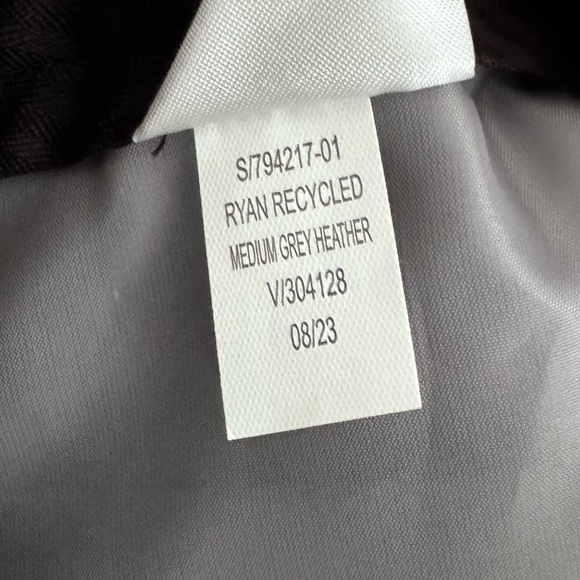 S/794217-01
RYAN RECYCLED
MEDIUM GREY HEATHER
V/304128
08/23